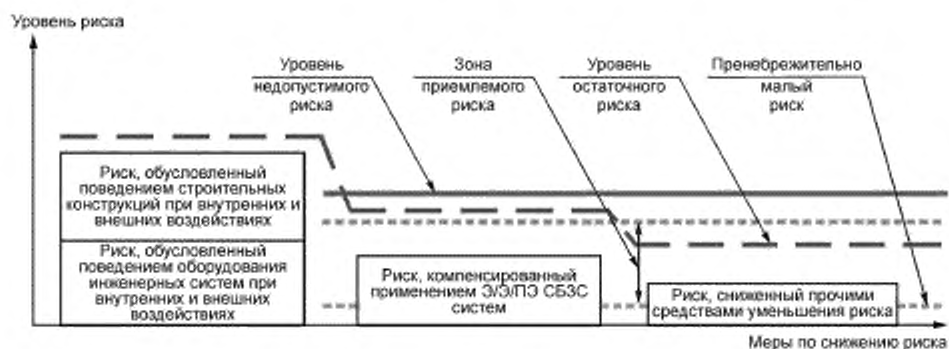 Уровень риска
Уровень
недопустимого
риска
Зона
приемлемого
риска
Уровень
остаточного
риска
Пренебрежительно
малый
риск
Риск, обусловленный
поведением строительных
конструкций при внутренних и
внешних воздействиях
Риск, обусловленный
поведением оборудования
инженерных систем при
внутренних и внешних
воздействиях
Риск, компенсированный
применением Э/Э/ПЭ СБЗС
систем
Риск, сниженный прочими
средствами уменьшения риска
Меры по снижению риска